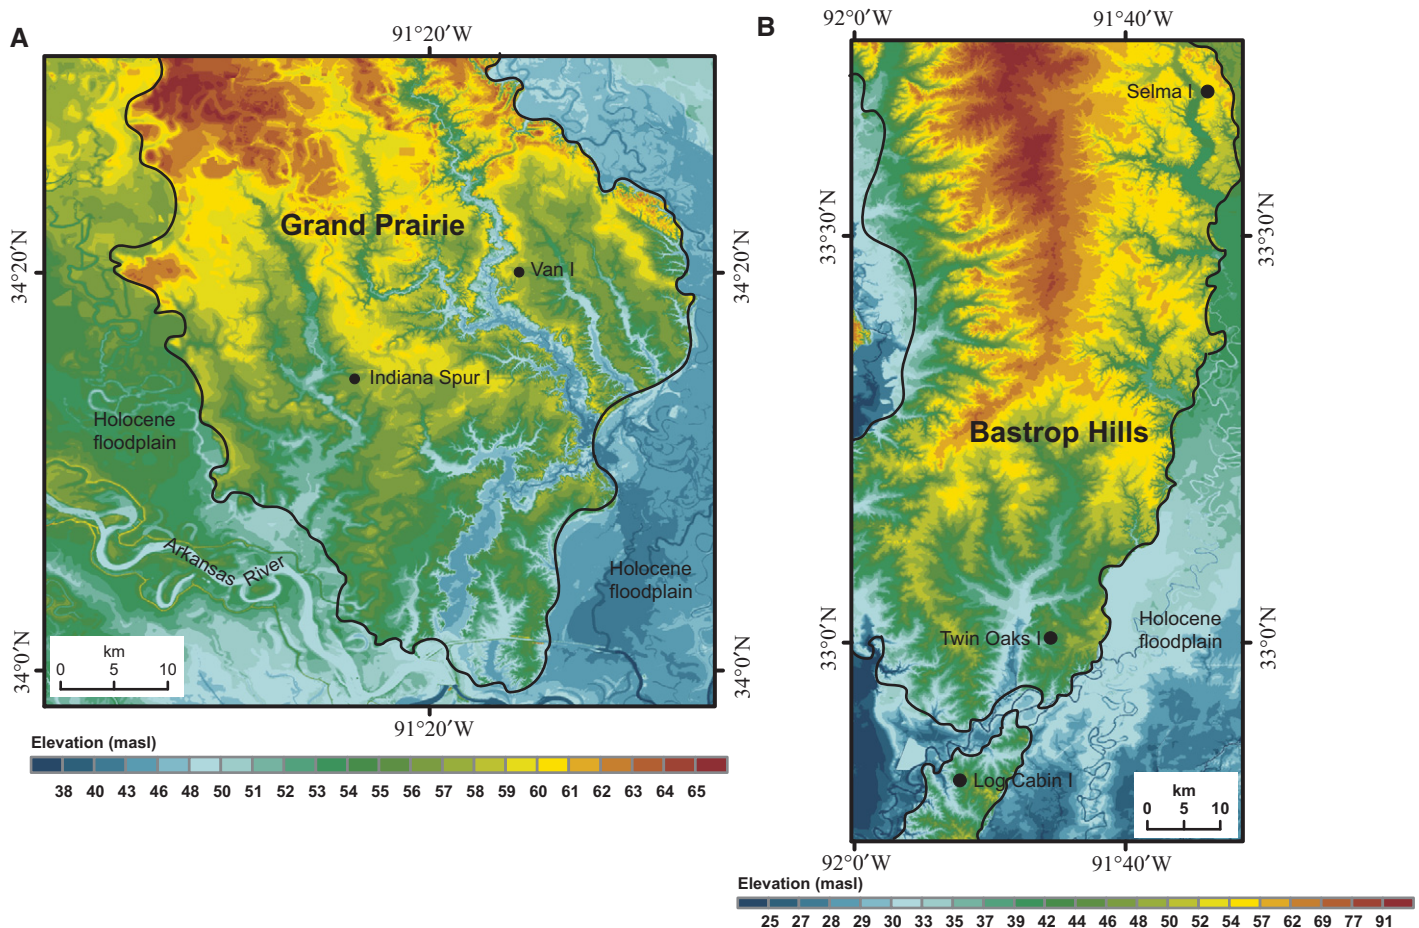 A
91°20′W
34°20′N
34°20′N
Grand Prairie
Van I
Indiana Spur I
Holocene
floodplain
Arkansas River
Holocene
floodplain
34°0′N
34°0′N
km
0 5 10
91°20′W
Elevation (masl)
38 40 43 46 48 50 51 52 53 54 55 56 57 58 59 60 61 62 63 64 65
B
92°0′W 91°40′W
Selma I
33°30′N
33°30′N
Bastrop Hills
Holocene
floodplain
Twin Oaks I
33°0′N
33°0′N
Log Cabin I
km
0 5 10
92°0′W 91°40′W
Elevation (masl)
25 27 28 29 30 33 35 37 39 42 44 46 48 50 52 54 57 62 69 77 91